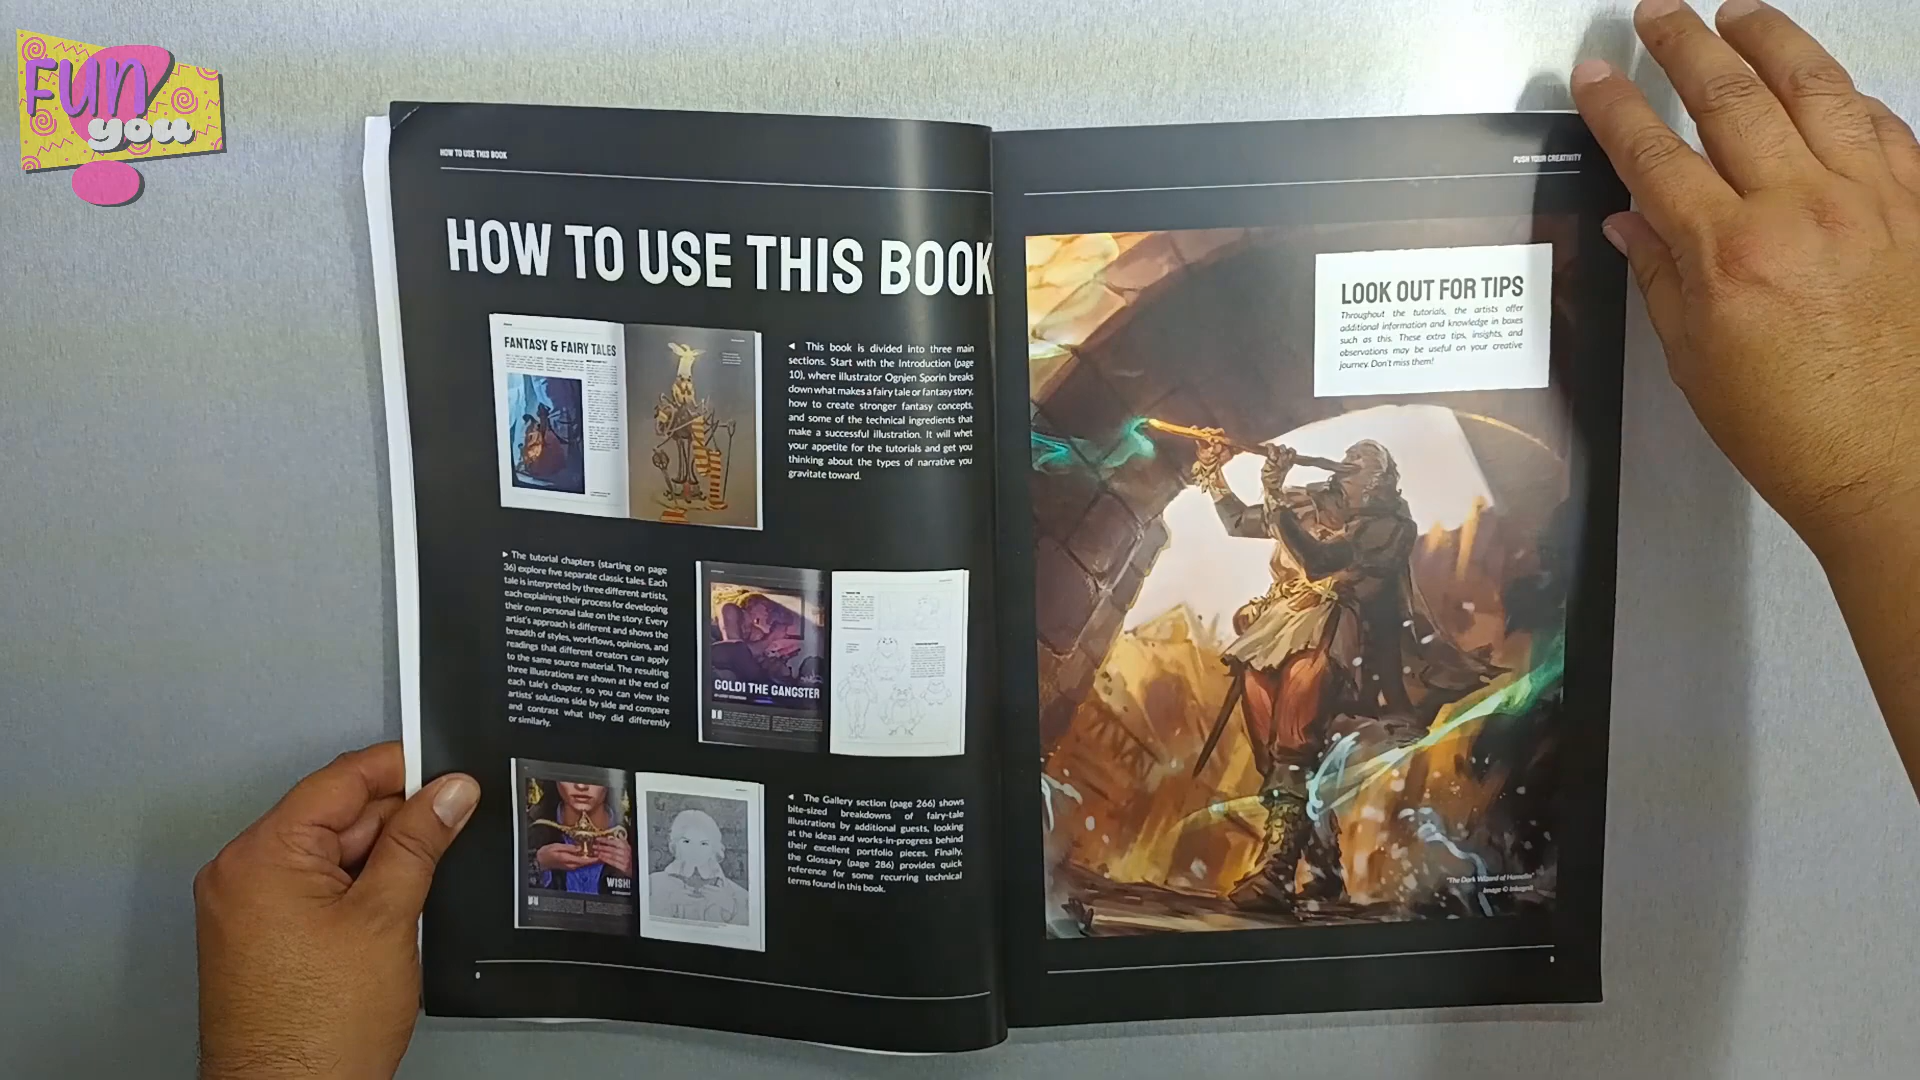 Fun
you
HOW TO USE THIS BOOK
HOW TO USE THIS BOOK
FANTASY & FAIRY TALES
◄ This book is divided into three main
sections. Start with the Introduction (page
10), where illustrator Ognjen Sporin breaks
down what makes a fairy tale or fantasy story,
how to create stronger fantasy concepts,
and some of the technical ingredients that
make a successful illustration. It will whet
your appetite for the tutorials and get you
thinking about the types of narrative you
gravitate toward.
► The tutorial chapters (starting on page
36) explore five separate classic tales. Each
tale is interpreted by three different artists,
each explaining their process for developing
their own personal take on the story. Every
artist's approach is different and shows the
breadth of styles, workflows, opinions, and
readings that different creators can apply
to the same source material. The resulting
three illustrations are shown at the end of
each tale's chapter, so you can view the
artists' solutions side by side and compare
and contrast what they did differently
or similarly.
GOLDI THE GANGSTER
WISH!
◄ The Gallery section (page 266) shows
bite-sized breakdowns of fairy-tale
illustrations by additional guests, looking
at the ideas and works-in-progress behind
their excellent portfolio pieces. Finally,
the Glossary (page 286) provides quick
reference for some recurring technical
terms found in this book.
8
PUSH YOUR CREATIVITY
LOOK OUT FOR TIPS
Throughout the tutorials, the artists offer
additional information and knowledge in boxes
such as this. These extra tips, insights, and
observations may be useful on your creative
journey. Don't miss them!
"The Dark Wizard of Hamelin"
Image © Inkognit
9